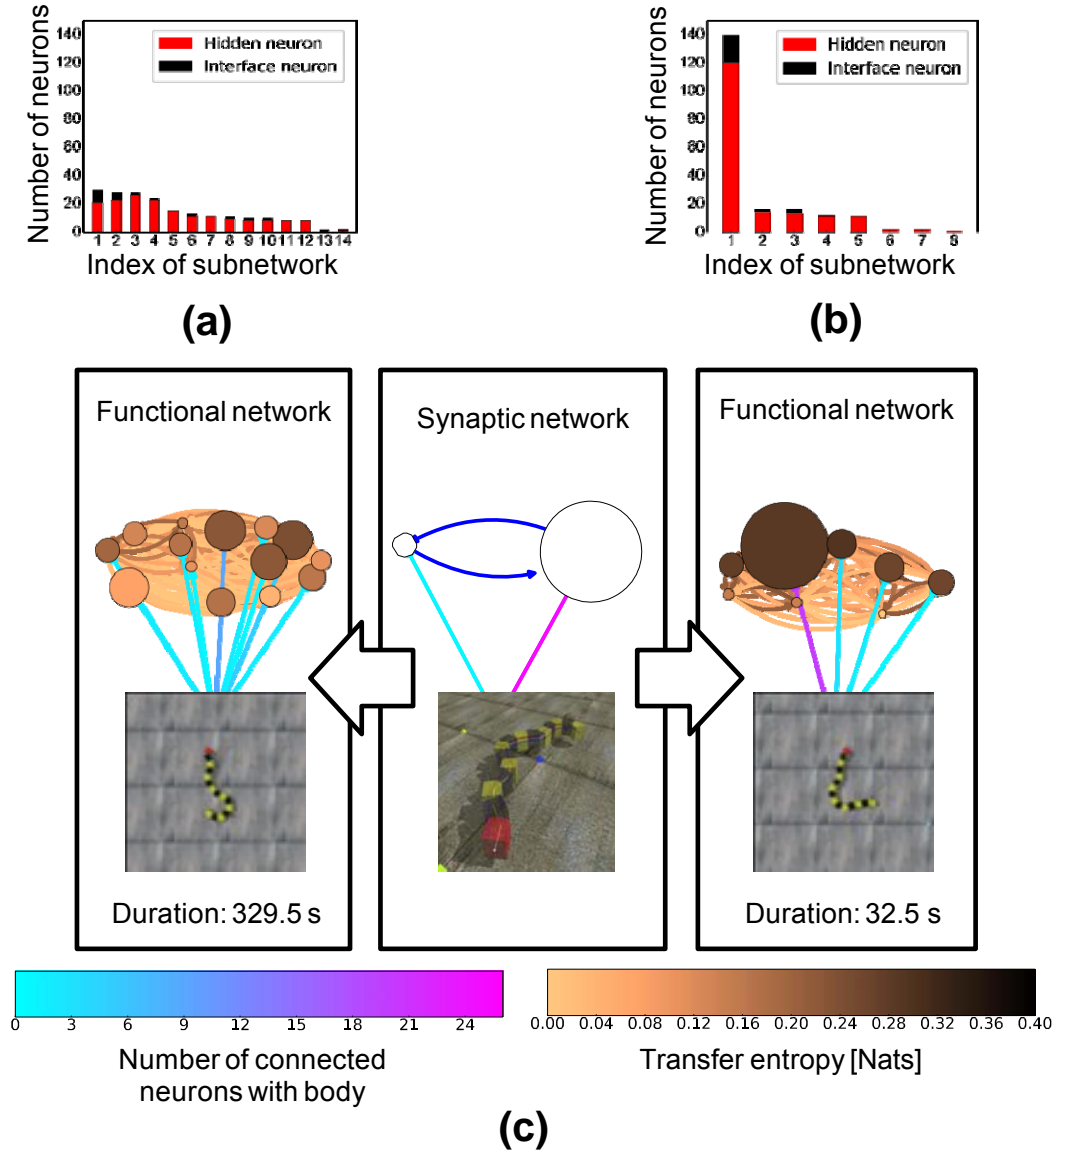 Number of neurons
140
120
100
80
60
40
20
0
Hidden neuron
Interface neuron
1 2 3 4 5 6 7 8 9 10 11 12 13 14
Index of subnetwork
(a)
Number of neurons
140
120
100
80
60
40
20
0
Hidden neuron
Interface neuron
1 2 3 4 5 6 7 8
Index of subnetwork
(b)
Functional network
Synaptic network
Functional network
Duration: 329.5 s
Duration: 32.5 s
0 3 6 9 12 15 18 21 24
Number of connected
neurons with body
0.00 0.04 0.08 0.12 0.16 0.20 0.24 0.28 0.32 0.36 0.40
Transfer entropy [Nats]
(c)